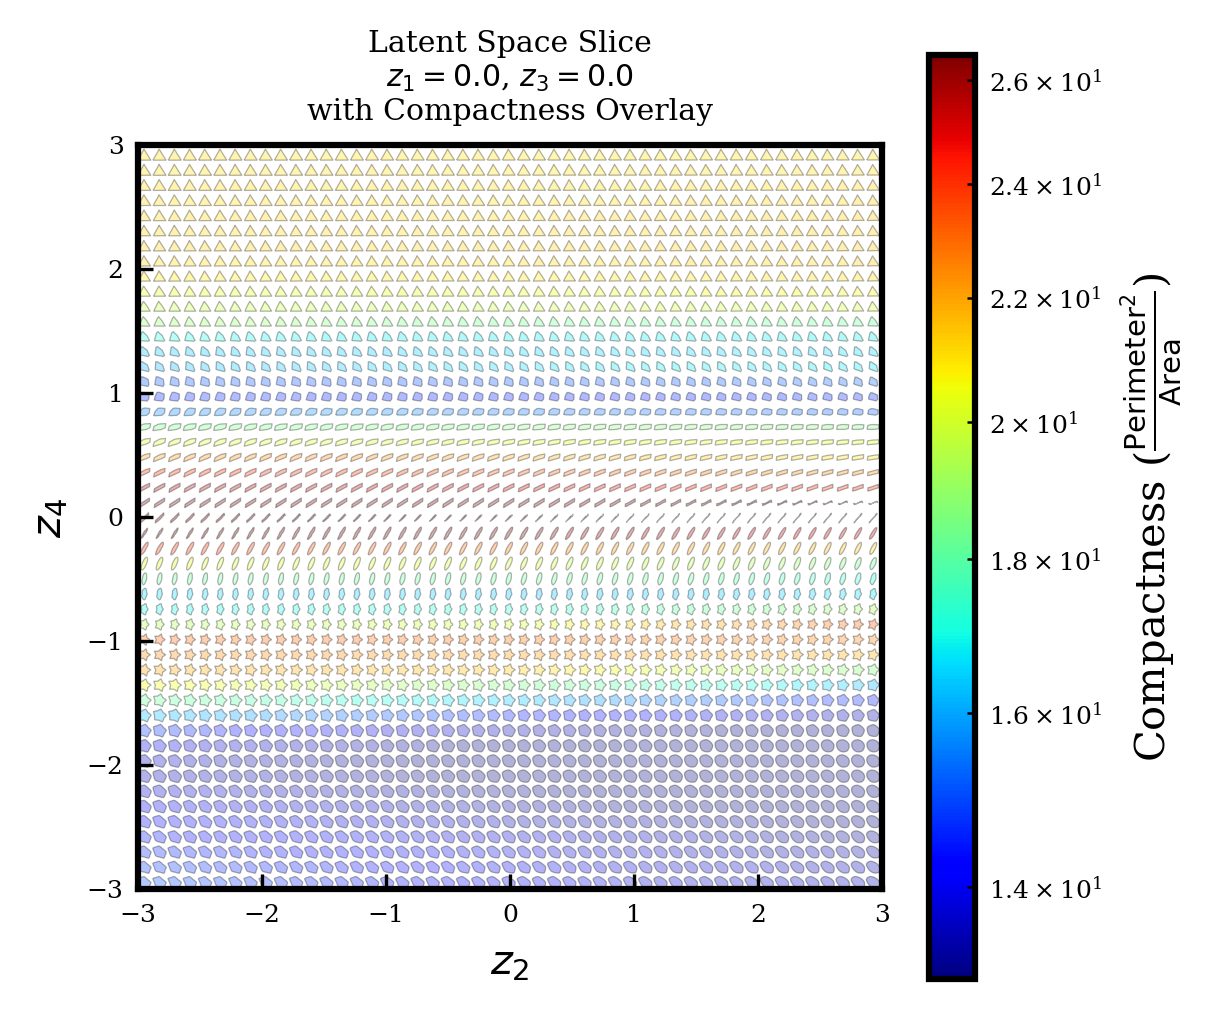 Latent Space Slice
z₁ = 0.0, z₃ = 0.0
with Compactness Overlay
3
2
1
0
−1
−2
−3
z₄
−3
−2
−1
0
1
2
3
z₂
2.6 × 10¹
2.4 × 10¹
2.2 × 10¹
2 × 10¹
1.8 × 10¹
1.6 × 10¹
1.4 × 10¹
Compactness (Perimeter²/Area)